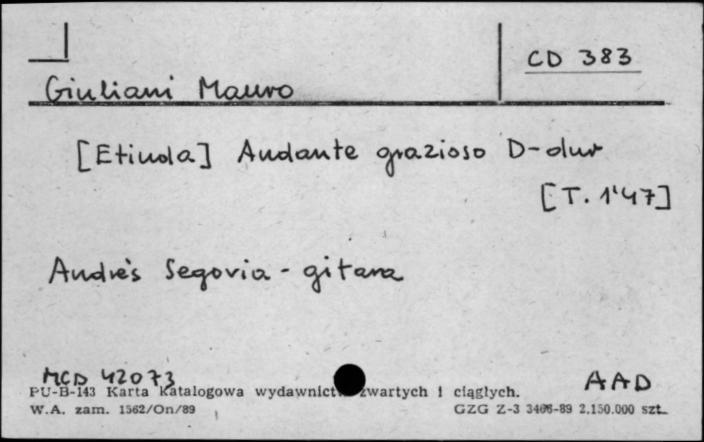 CD 383
Giuliani Mauro
[Etiuda] Andante grazioso D-dur
[T. 1'47]
Andrés Segovia - gitara
MCD 42073
AAD
PU-B-143 Karta Katalogowa wydawnictw zwartych i ciągłych.
W.A. zam. 1562/On/89 GZG Z-3 3406-89 2.150.000 szt.